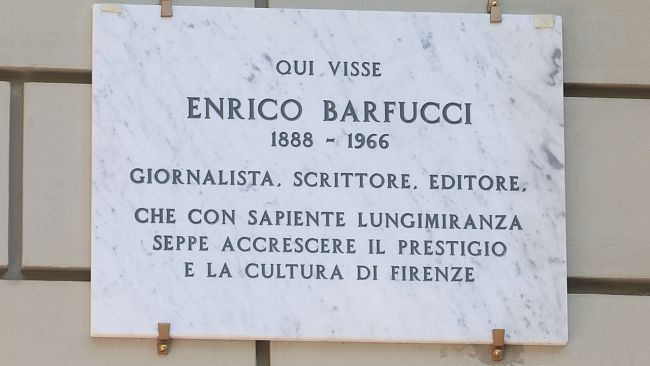 QUI VISSE
ENRICO BARFUCCI
1888 - 1966
GIORNALISTA, SCRITTORE, EDITORE,
CHE CON SAPIENTE LUNGIMIRANZA
SEPPE ACCRESCERE IL PRESTIGIO
E LA CULTURA DI FIRENZE